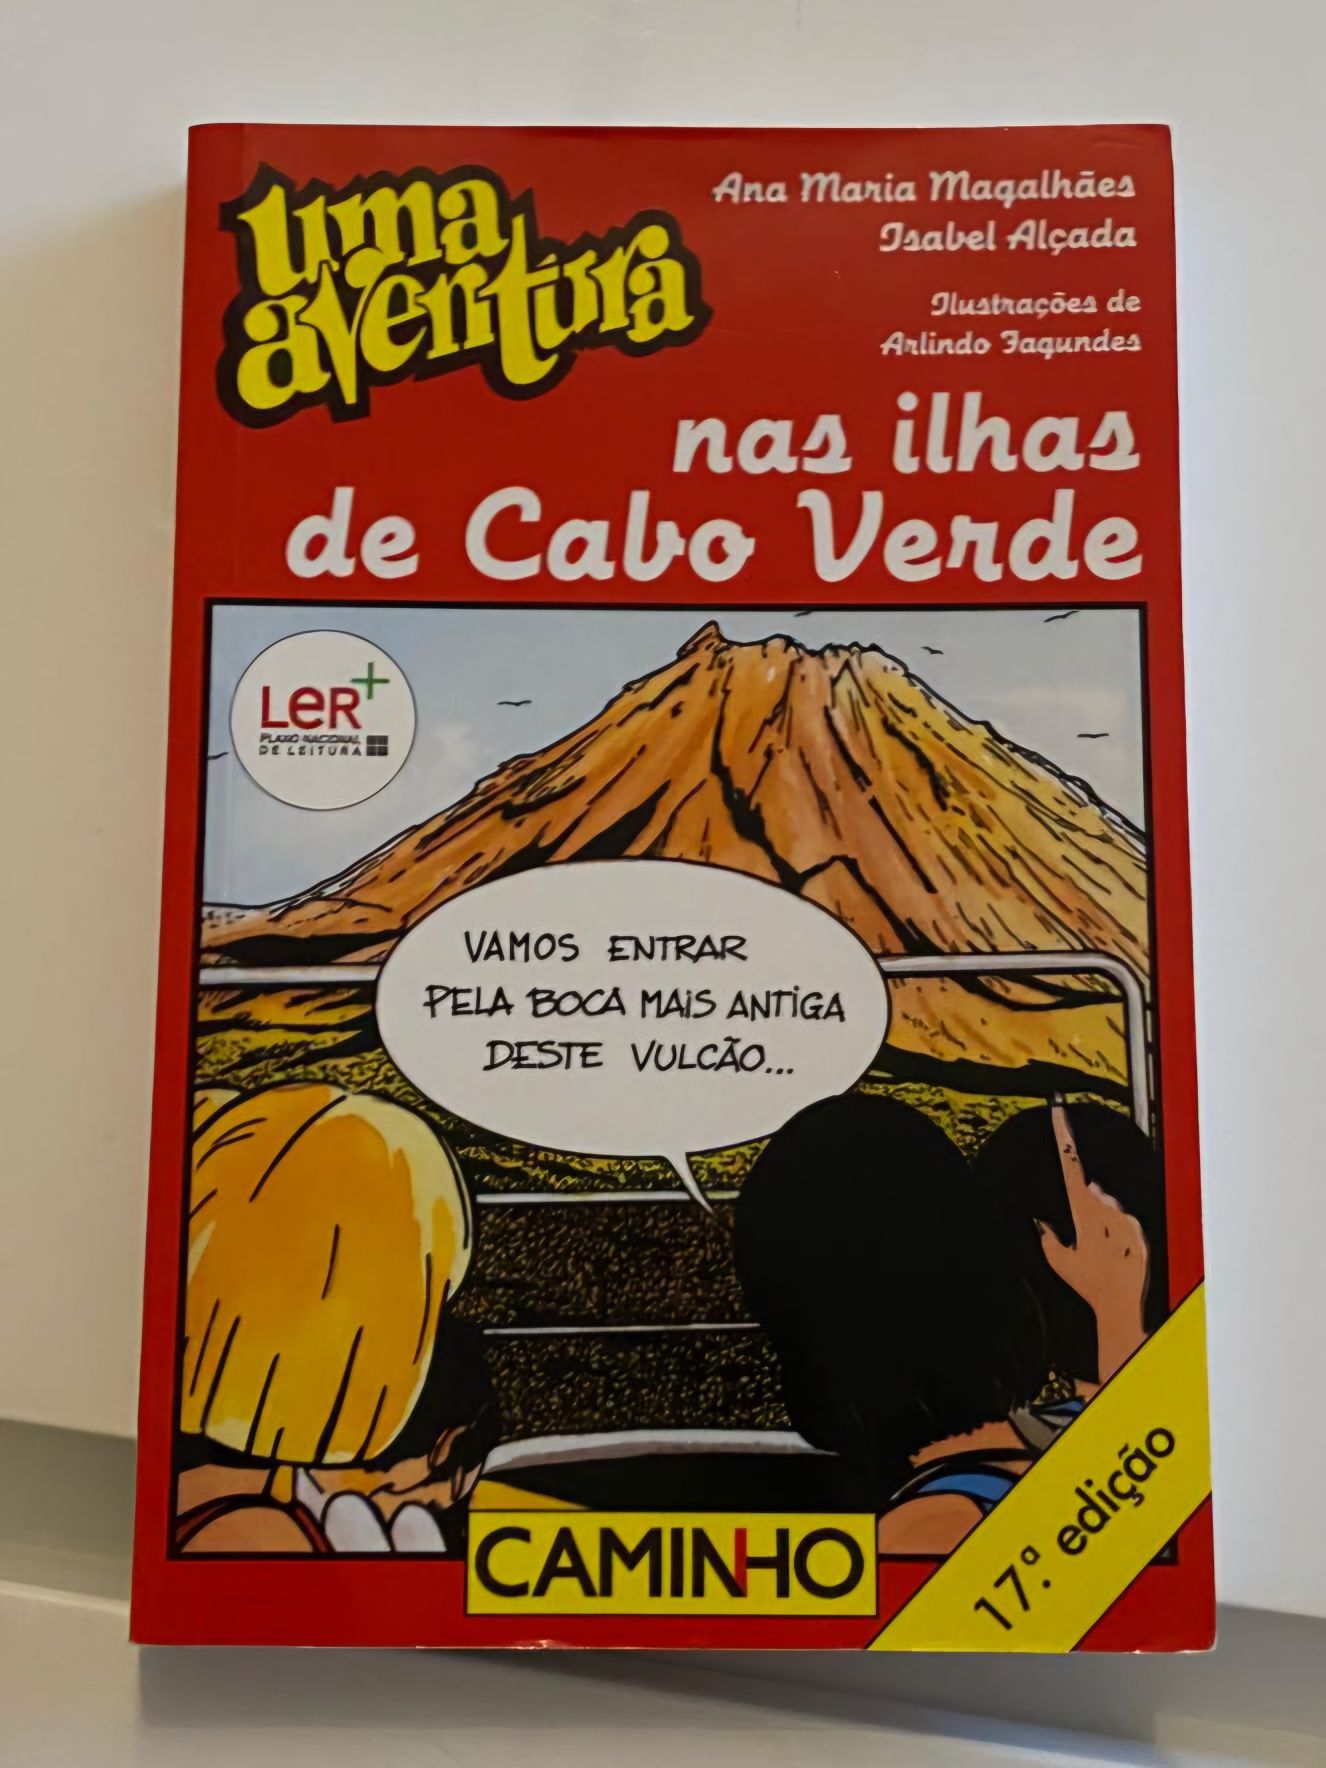 uma
aventura
Ana Maria Magalhães
Isabel Alçada
Ilustrações de
Arlindo Fagundes
nas ilhas
de Cabo Verde
LeR+
PLANO NACIONAL
DE LEITURA
VAMOS ENTRAR
PELA BOCA MAIS ANTIGA
DESTE VULCÃO...
CAMINHO
17.ª edição